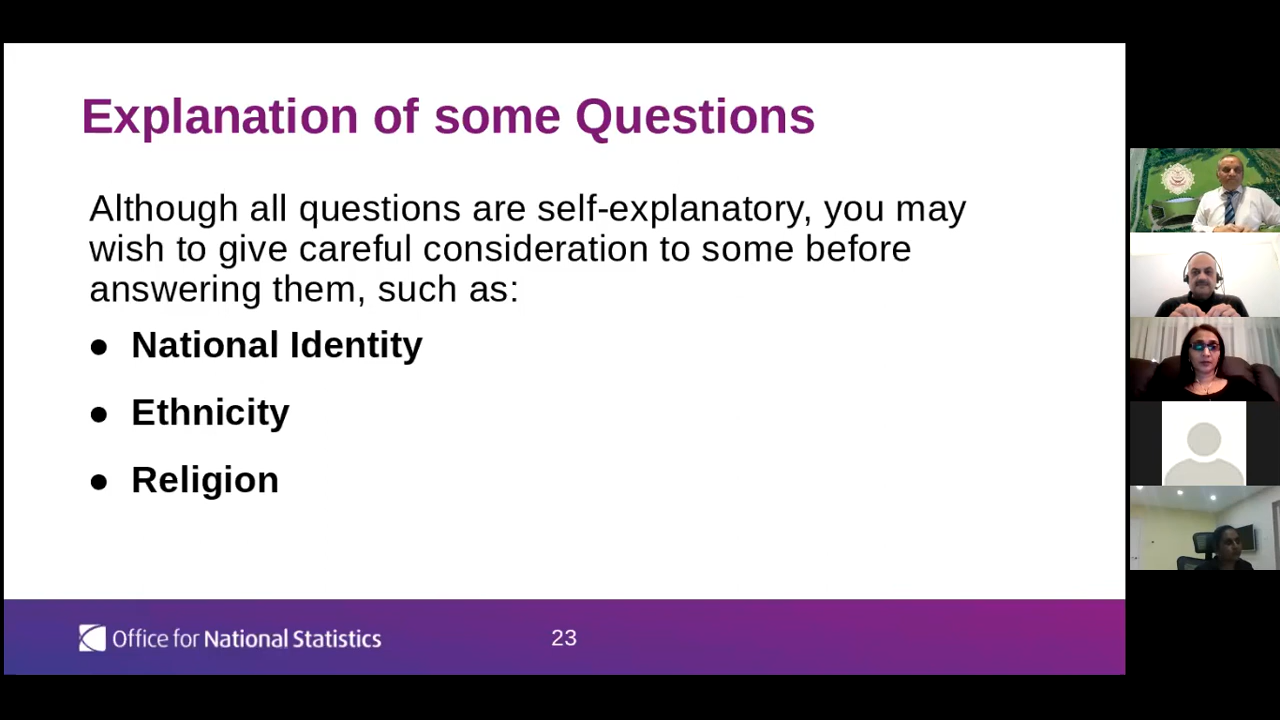 Explanation of some Questions
Although all questions are self-explanatory, you may
wish to give careful consideration to some before
answering them, such as:
● National Identity
● Ethnicity
● Religion
Office for National Statistics
23